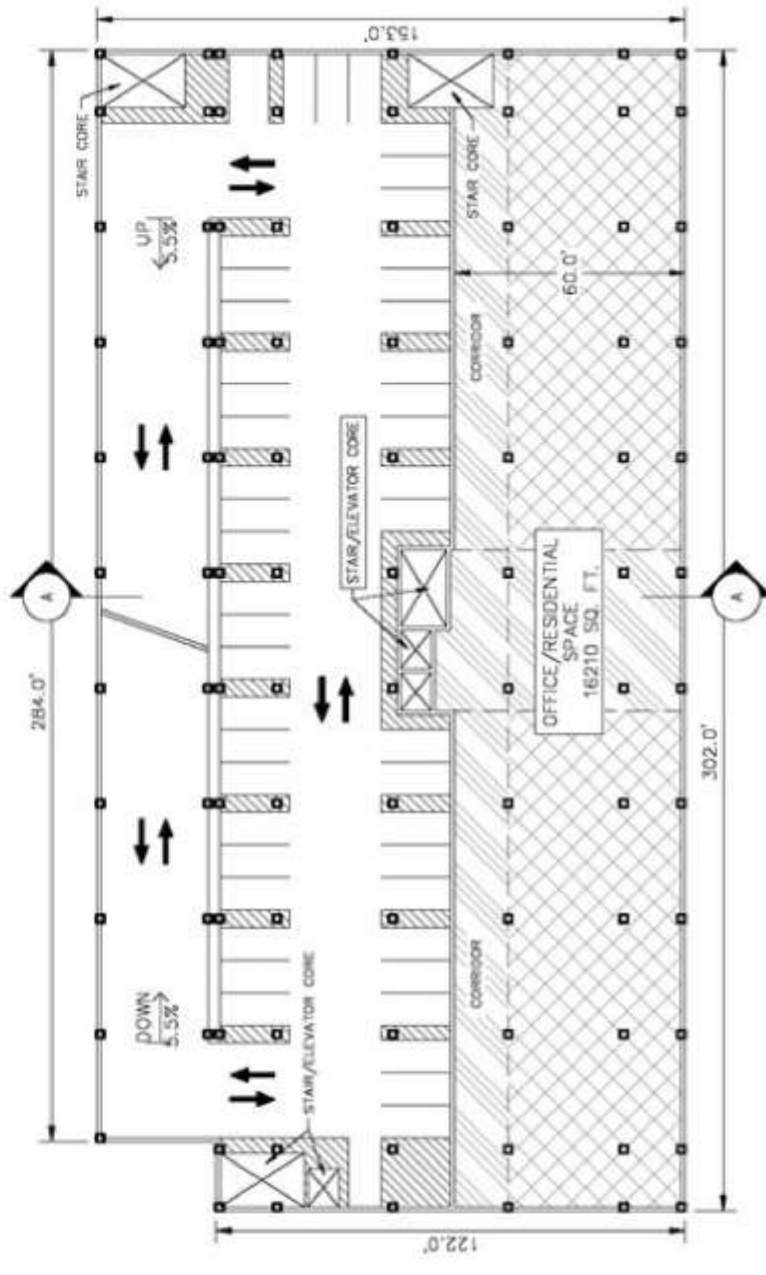 153.0'
284.0'
STAIR CORE
UP
5.5%
STAIR CORE
CORRIDOR
60.0'
STAIR/ELEVATOR CORE
A
A
OFFICE/RESIDENTIAL
SPACE
16210 SQ. FT.
302.0'
DOWN
5.5%
CORRIDOR
STAIR/ELEVATOR CORE
122.0'